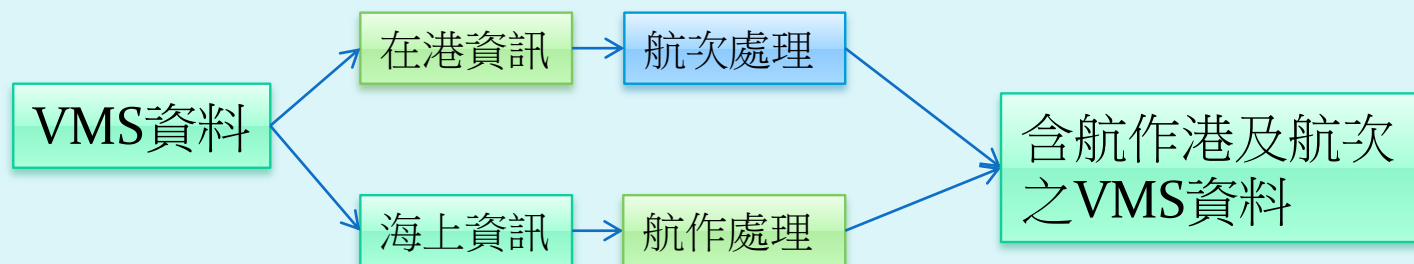 在港資訊
航次處理
VMS資料
含航作港及航次
之VMS資料
海上資訊
航作處理